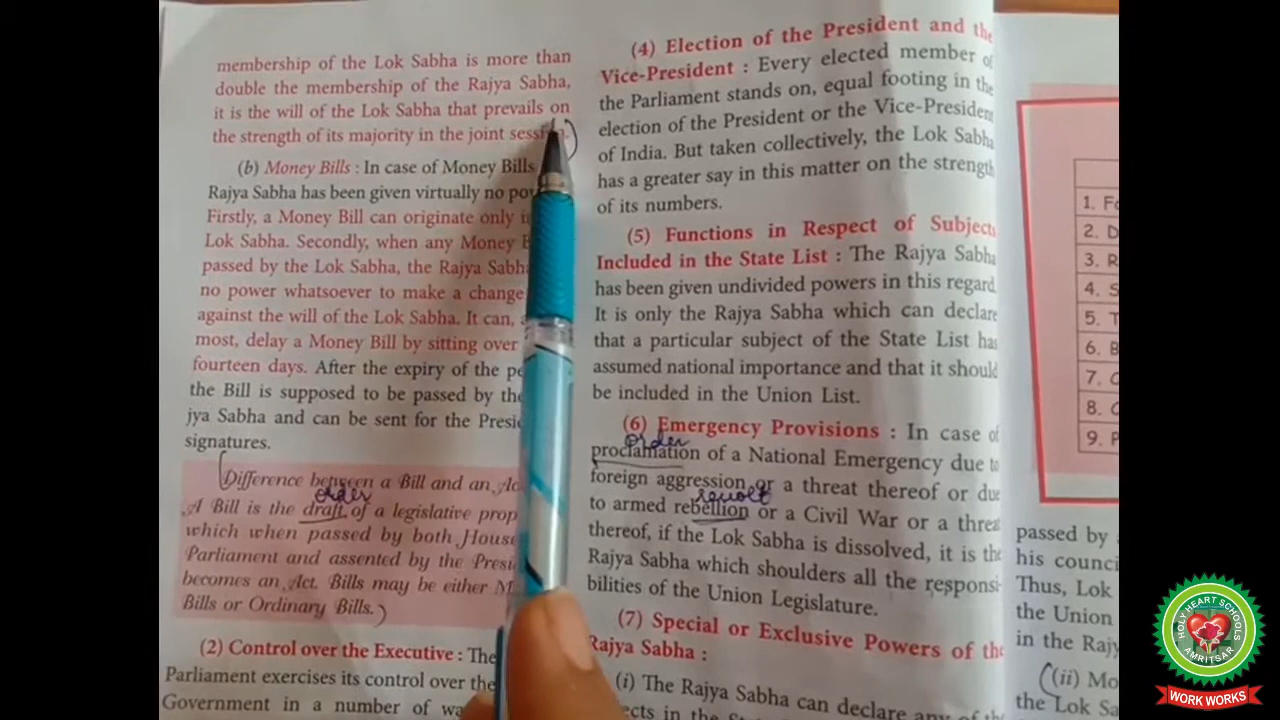 membership of the Lok Sabha is more than
double the membership of the Rajya Sabha,
it is the will of the Lok Sabha that prevails on
the strength of its majority in the joint
(b) Money Bills : In case of Money Bills
Rajya Sabha has been given virtually no
Firstly, a Money Bill can originate only
Lok Sabha. Secondly, when any Money
passed by the Lok Sabha, the Rajya
no power whatsoever to make a change
against the will of the Lok Sabha. It can,
most, delay a Money Bill by sitting over
fourteen days. After the expiry of the
the Bill is supposed to be passed by the
jya Sabha and can be sent for the
signatures.
Difference between a Bill and an
order
A Bill is the draft of a legislative
which when passed by both
Parliament and assented by the
becomes an Act. Bills may be either
Bills or Ordinary Bills.)
(2) Control over the Executive : The
Parliament exercises its control over the
Government in a number of
(4) Election of the President and the
Vice-President : Every elected member of
the Parliament stands on, equal footing in the
election of the President or the Vice-President
of India. But taken collectively, the Lok Sabha
has a greater say in this matter on the strength
of its numbers.
(5) Functions in Respect of Subjects
Included in the State List : The Rajya Sabha
has been given undivided powers in this regard.
It is only the Rajya Sabha which can declare
that a particular subject of the State List has
assumed national importance and that it should
be included in the Union List.
(6) Emergency Provisions : In case of
order
proclamation of a National Emergency due to
foreign aggression or a threat thereof or due
revolt
to armed rebellion or a Civil War or a threat
thereof, if the Lok Sabha is dissolved, it is the
Rajya Sabha which shoulders all the responsi-
bilities of the Union Legislature.
(7) Special or Exclusive Powers of the
Rajya Sabha :
(i) The Rajya Sabha can declare any of the
in the
1.
2.
3.
4.
5.
6.
7.
8.
9.
passed by
his
Thus, Lok
the Union
in the
(ii)
the Lok
HOLY HEART SCHOOLS
AMRITSAR
WORK WORKS